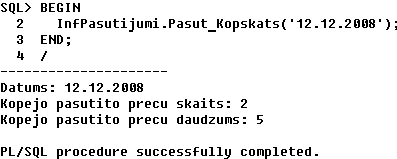 SQL> BEGIN
2 InfPasutijumi.Pasut_Kopskats('12.12.2008');
3 END;
4 /
---------------------
Datums: 12.12.2008
Kopejo pasutito precu skaits: 2
Kopejo pasutito precu daudzums: 5
PL/SQL procedure successfully completed.